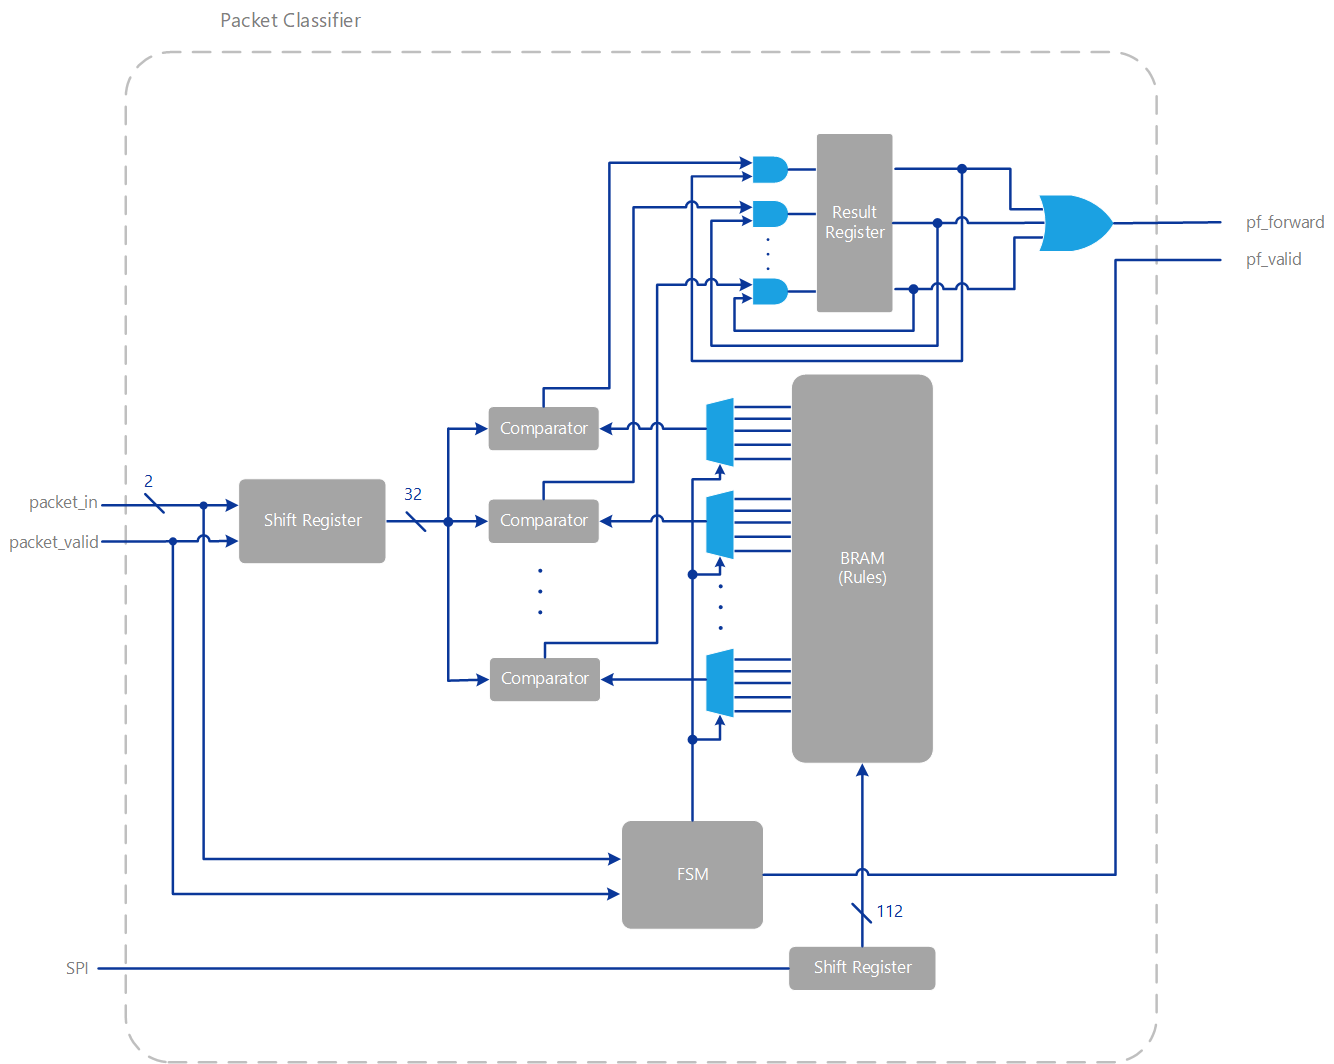 Packet Classifier
Result
Register
pf_forward
pf_valid
Comparator
2
32
packet_in
Shift Register
Comparator
packet_valid
BRAM
(Rules)
Comparator
FSM
112
SPI
Shift Register